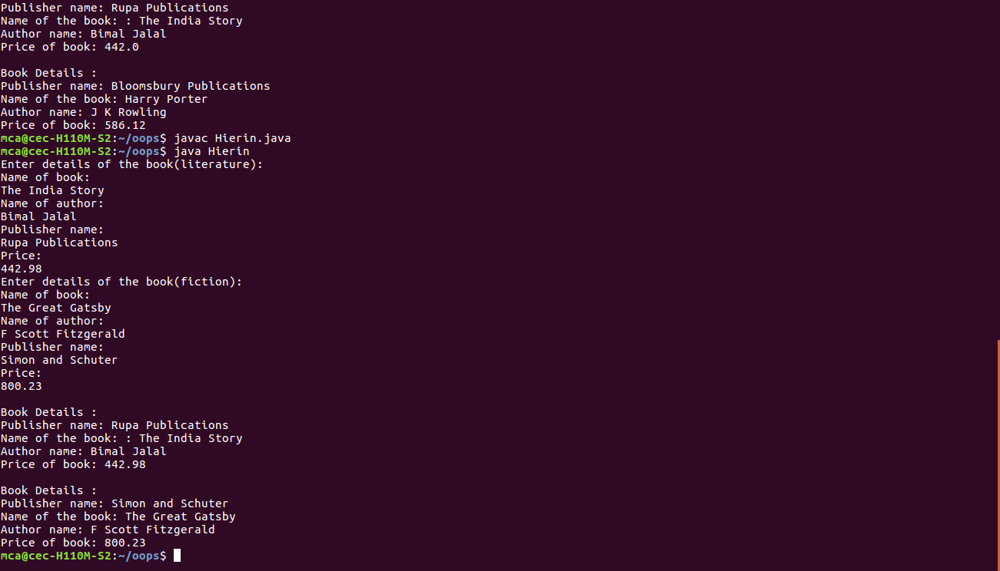 Publisher name: Rupa Publications
Name of the book: : The India Story
Author name: Bimal Jalal
Price of book: 442.0
Book Details :
Publisher name: Bloomsbury Publications
Name of the book: Harry Porter
Author name: J K Rowling
Price of book: 586.12
mca@cec-H110M-S2:~/oops$ javac Hierin.java
mca@cec-H110M-S2:~/oops$ java Hierin
Enter details of the book(literature):
Name of book:
The India Story
Name of author:
Bimal Jalal
Publisher name:
Rupa Publications
Price:
442.98
Enter details of the book(fiction):
Name of book:
The Great Gatsby
Name of author:
F Scott Fitzgerald
Publisher name:
Simon and Schuter
Price:
800.23
Book Details :
Publisher name: Rupa Publications
Name of the book: : The India Story
Author name: Bimal Jalal
Price of book: 442.98
Book Details :
Publisher name: Simon and Schuter
Name of the book: The Great Gatsby
Author name: F Scott Fitzgerald
Price of book: 800.23
mca@cec-H110M-S2:~/oops$